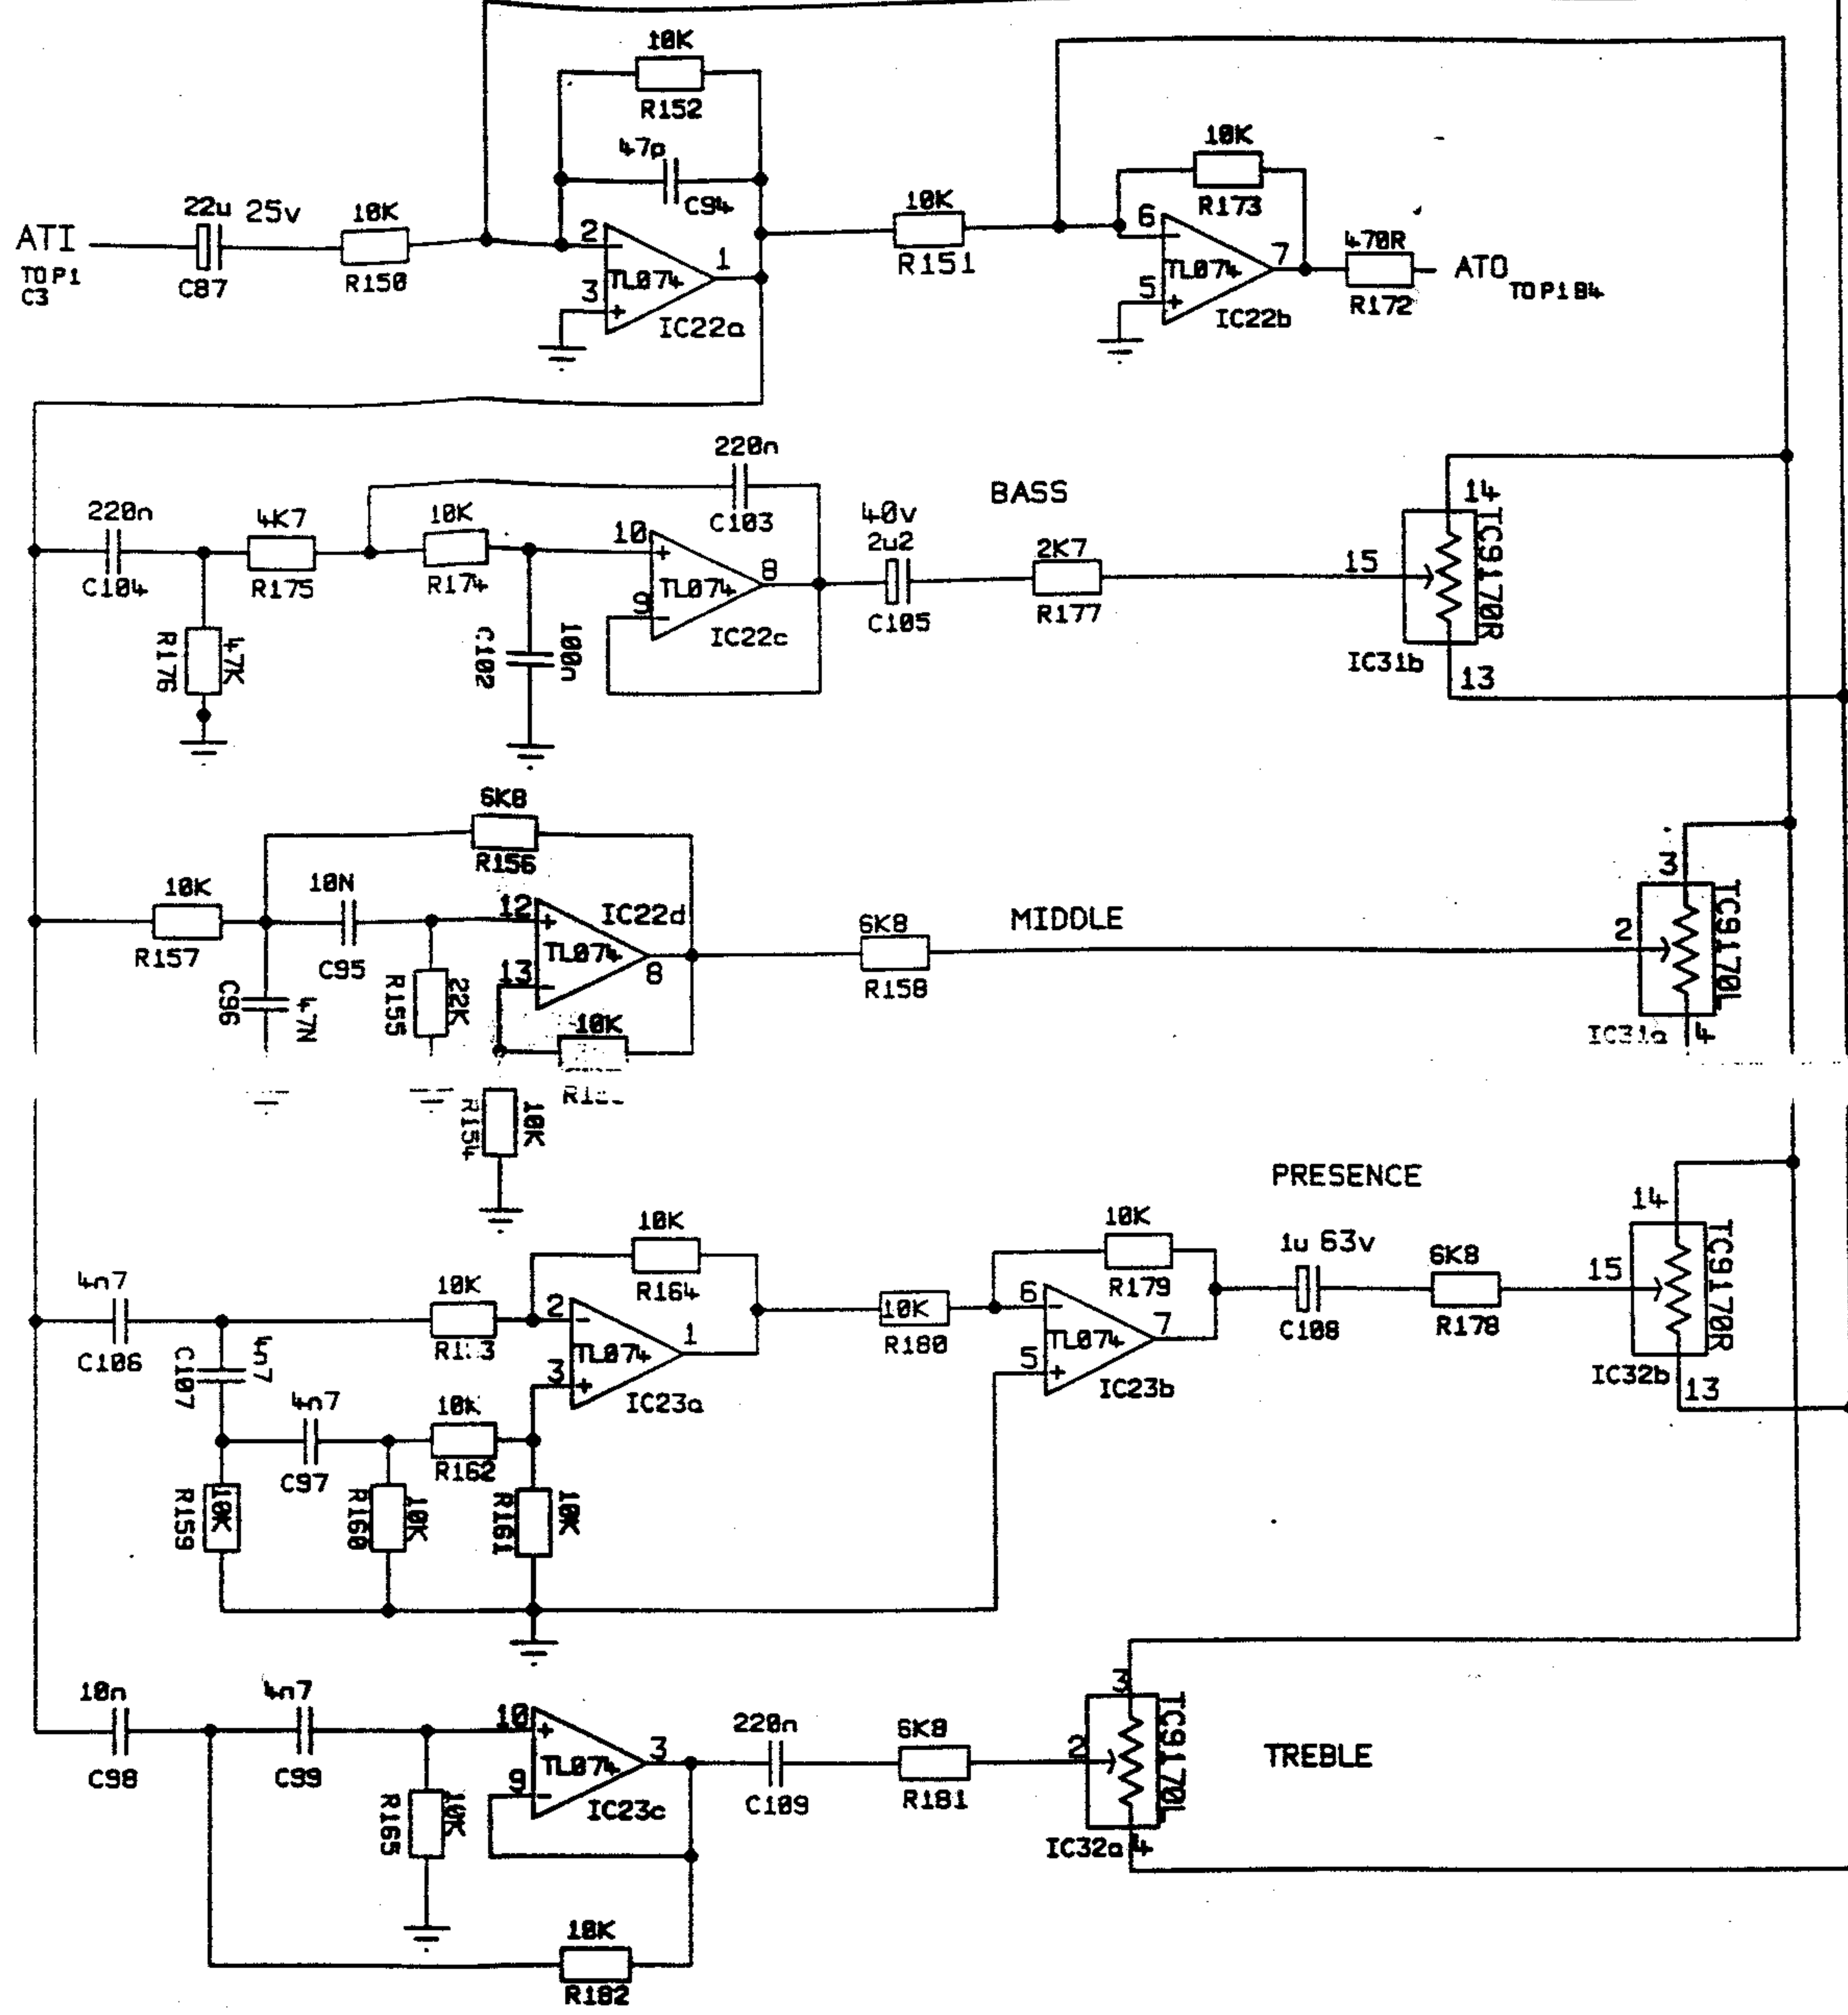 10K
R152
47p
C94
ATI
TOP1
C3
22u 25v
C87
10K
R150
2
3
TL074
1
IC22a
10K
R151
10K
R173
6
5
TL074
7
IC22b
470R
R172
ATO
TOP1B4
220n
C104
4K7
R175
10K
R174
220n
C103
R176
47K
C102
100n
10
9
TL074
8
IC22c
40v
2u2
C105
BASS
2K7
R177
15
14
TC9170R
IC31b
13
6K8
R156
10K
R157
10N
C95
C96
47N
R155
22K
12
13
IC22d
TL074
8
10K
R154
10K
6K8
R158
MIDDLE
2
3
TC9170L
IC31a
4
PRESENCE
4n7
C106
C107
4n7
4n7
C97
10K
10K
R164
2
3
TL074
1
IC23a
10K
R162
R159
10K
R160
10K
R161
10K
10K
R180
10K
R179
6
5
TL074
7
IC23b
1u 63v
C108
6K8
R178
15
14
TC9170R
IC32b
13
10n
C98
4n7
C99
R165
10K
10
9
TL074
3
IC23c
220n
C109
6K8
R181
2
3
TC9170L
IC32a
4
TREBLE
10K
R182